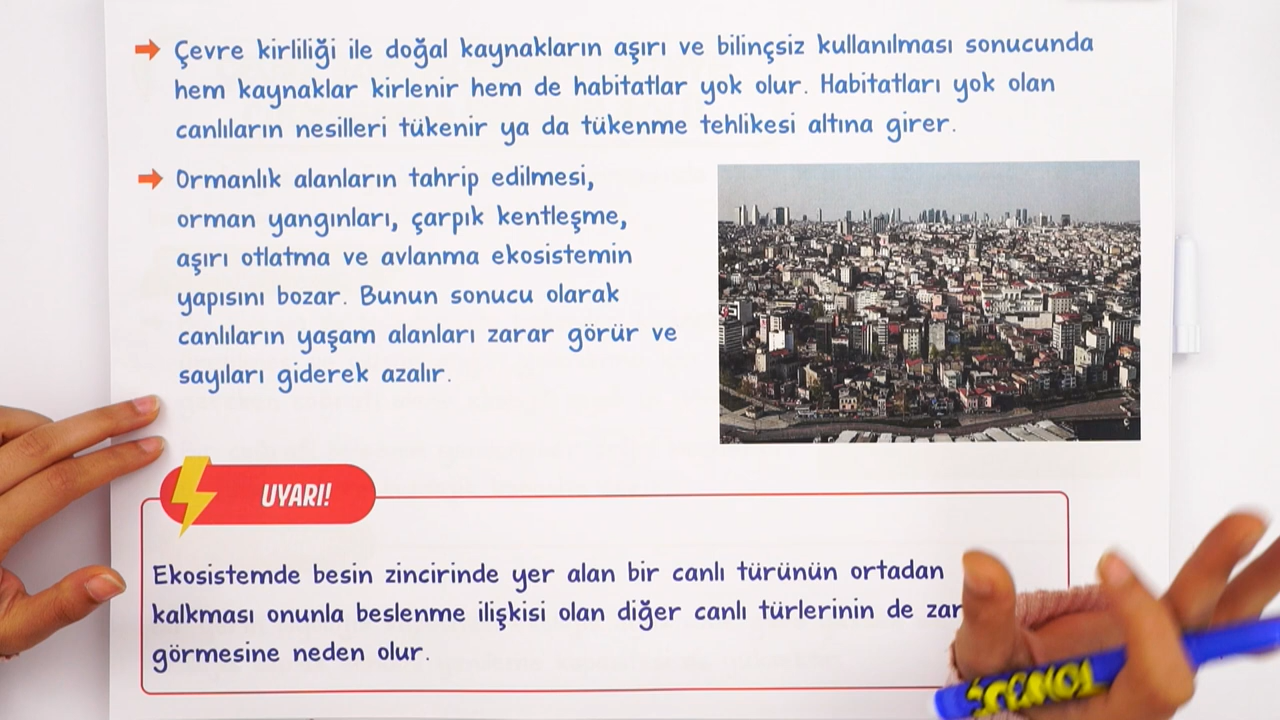 Çevre kirliliği ile doğal kaynakların aşırı ve bilinçsiz kullanılması sonucunda
hem kaynaklar kirlenir hem de habitatlar yok olur. Habitatları yok olan
canlıların nesilleri tükenir ya da tükenme tehlikesi altına girer.
Ormanlık alanların tahrip edilmesi,
orman yangınları, çarpık kentleşme,
aşırı otlatma ve avlanma ekosistemin
yapısını bozar. Bunun sonucu olarak
canlıların yaşam alanları zarar görür ve
sayıları giderek azalır.
UYARI!
Ekosistemde besin zincirinde yer alan bir canlı türünün ortadan
kalkması onunla beslenme ilişkisi olan diğer canlı türlerinin de zar
görmesine neden olur.